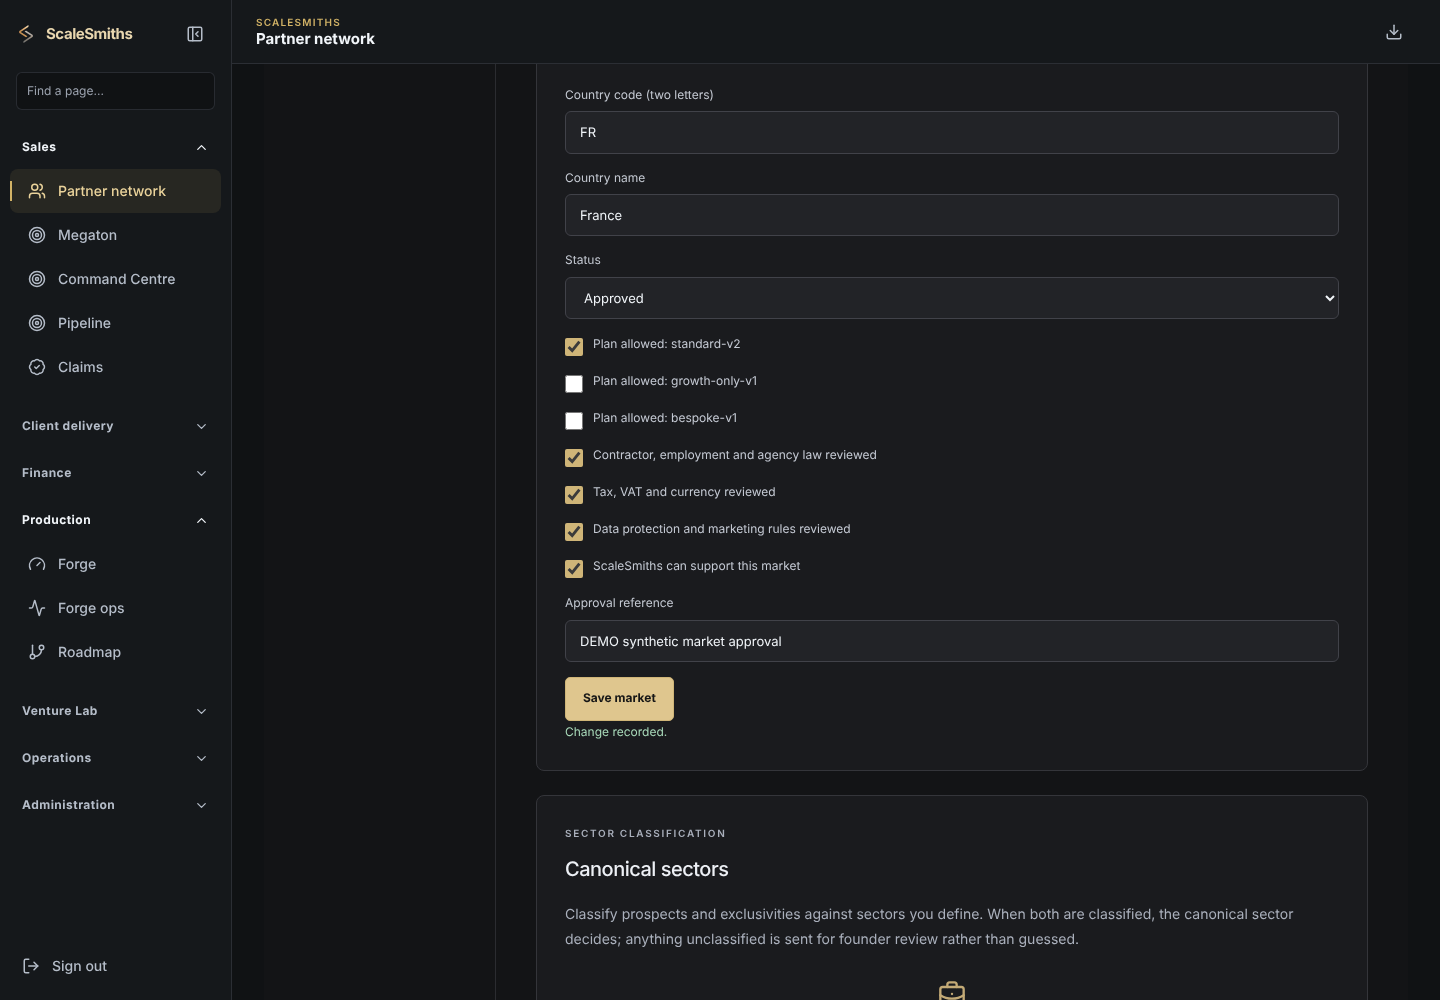 ScaleSmiths
Find a page...
Sales
Partner network
Megaton
Command Centre
Pipeline
Claims
Client delivery
Finance
Production
Forge
Forge ops
Roadmap
Venture Lab
Operations
Administration
Sign out
SCALESMITHS
Partner network
Country code (two letters)
FR
Country name
France
Status
Approved
Plan allowed: standard-v2
Plan allowed: growth-only-v1
Plan allowed: bespoke-v1
Contractor, employment and agency law reviewed
Tax, VAT and currency reviewed
Data protection and marketing rules reviewed
ScaleSmiths can support this market
Approval reference
DEMO synthetic market approval
Save market
Change recorded.
SECTOR CLASSIFICATION
Canonical sectors
Classify prospects and exclusivities against sectors you define. When both are classified, the canonical sector
decides; anything unclassified is sent for founder review rather than guessed.